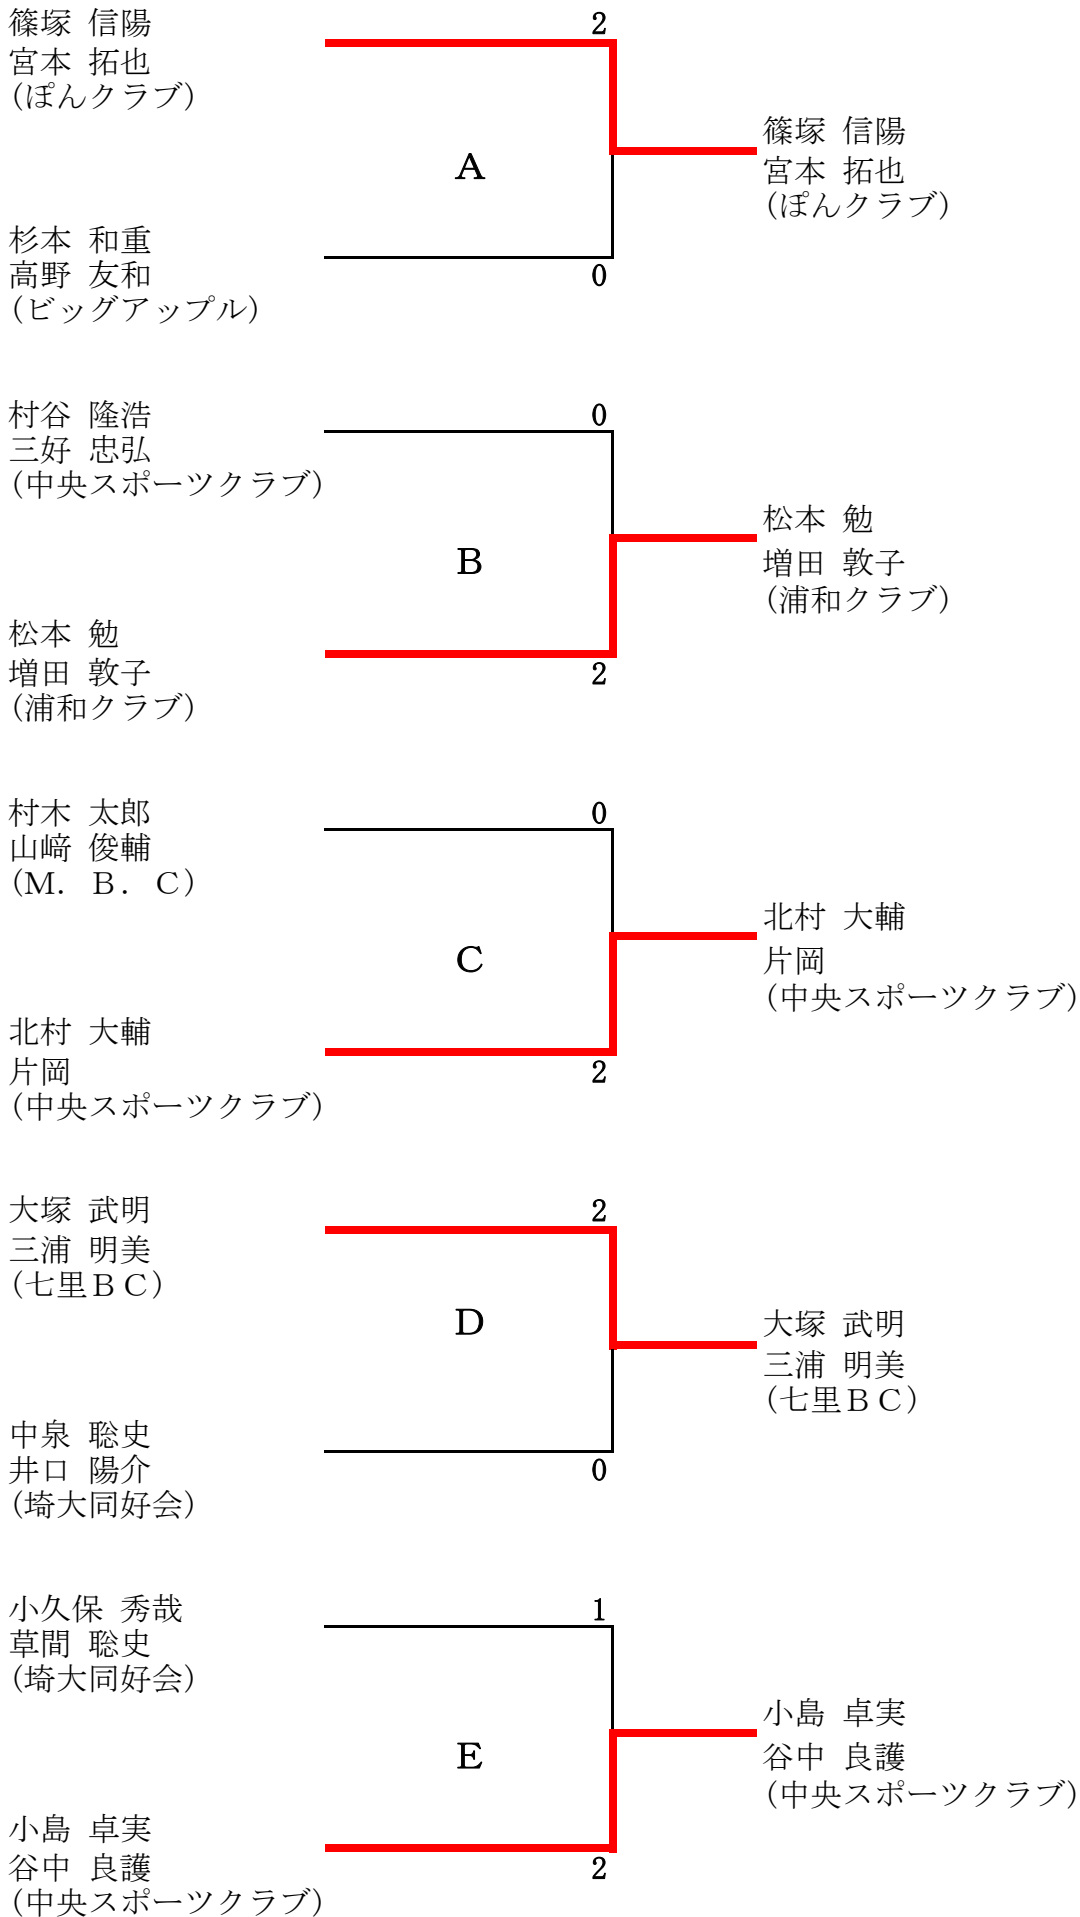 篠塚 信陽
宮本 拓也
(ぽんクラブ)
2
A
篠塚 信陽
宮本 拓也
(ぽんクラブ)
杉本 和重
高野 友和
(ビッグアップル)
0
村谷 隆浩
三好 忠弘
(中央スポーツクラブ)
0
B
松本 勉
増田 敦子
(浦和クラブ)
松本 勉
増田 敦子
(浦和クラブ)
2
村木 太郎
山﨑 俊輔
(Ｍ．Ｂ．Ｃ)
0
C
北村 大輔
片岡
(中央スポーツクラブ)
北村 大輔
片岡
(中央スポーツクラブ)
2
大塚 武明
三浦 明美
(七里ＢＣ)
2
D
大塚 武明
三浦 明美
(七里ＢＣ)
中泉 聡史
井口 陽介
(埼大同好会)
0
小久保 秀哉
草間 聡史
(埼大同好会)
1
E
小島 卓実
谷中 良護
(中央スポーツクラブ)
小島 卓実
谷中 良護
(中央スポーツクラブ)
2